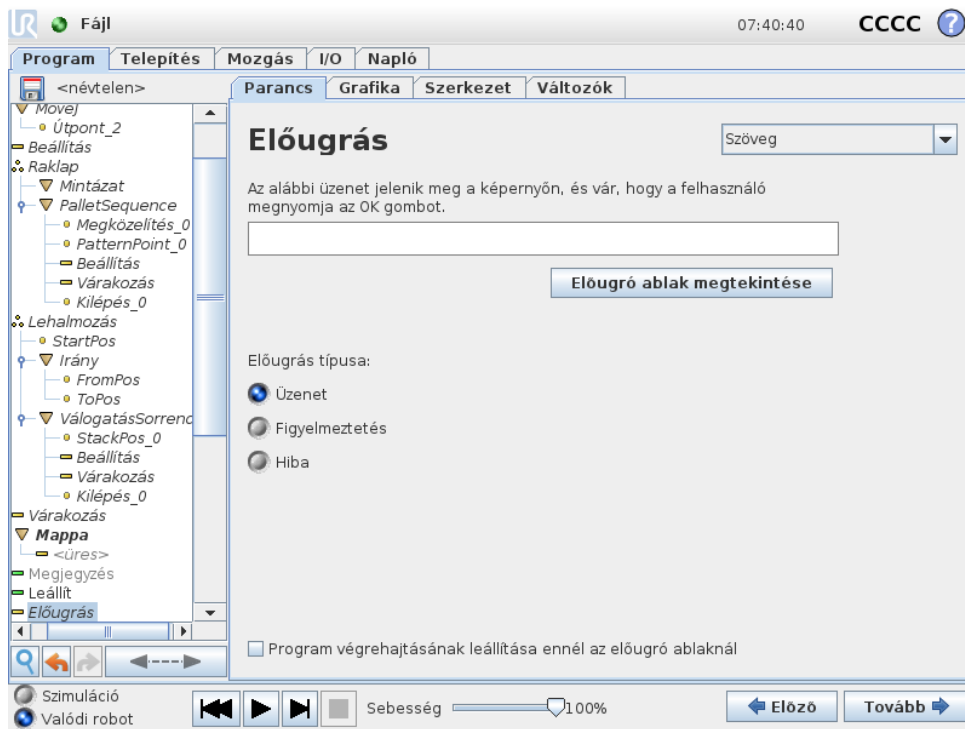 UR Fájl 07:40:40 CCCC ?
Program Telepítés Mozgás I/O Napló
<névtelen>
Parancs Grafika Szerkezet Változók
MoveJ
Útpont_2
Beállítás
Raklap
Mintázat
PalletSequence
Megközelítés_0
PatternPoint_0
Beállítás
Várakozás
Kilépés_0
Lehalmozás
StartPos
Irány
FromPos
ToPos
VálogatásSorrend
StackPos_0
Beállítás
Várakozás
Kilépés_0
Várakozás
Mappa
<üres>
Megjegyzés
Leállít
Előugrás
Előugrás
Szöveg
Az alábbi üzenet jelenik meg a képernyőn, és vár, hogy a felhasználó
megnyomja az OK gombot.
Előugró ablak megtekintése
Előugrás típusa:
Üzenet
Figyelmeztetés
Hiba
Program végrehajtásának leállítása ennél az előugró ablaknál
Szimuláció
Valódi robot
Sebesség 100%
Előző Tovább